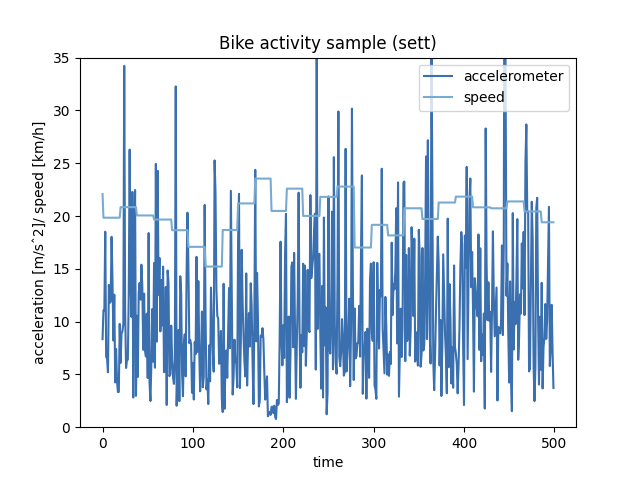 Bike activity sample (sett)
accelerometer
speed
acceleration [m/s^2]/ speed [km/h]
35
30
25
20
15
10
5
0
0 100 200 300 400 500
time